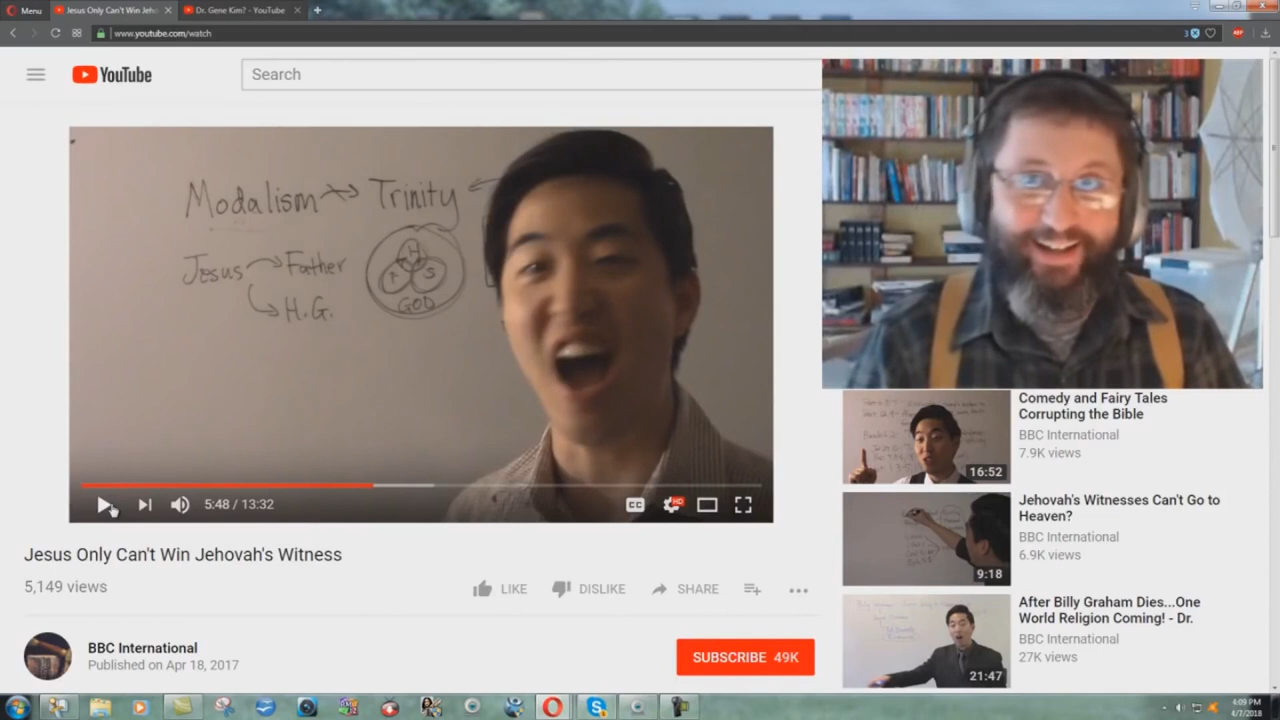 Menu
Jesus Only Can't Win Jeho
Dr. Gene Kim? - YouTube
www.youtube.com/watch
3
ABP
YouTube
Search
Modalism Trinity
Jesus Father
H.G.
H
F S
GOD
5:48 / 13:32
CC
HD
Jesus Only Can't Win Jehovah's Witness
5,149 views
LIKE
DISLIKE
SHARE
BBC International
Published on Apr 18, 2017
SUBSCRIBE 49K
Comedy and Fairy Tales
Corrupting the Bible
BBC International
7.9K views
16:52
Jehovah's Witnesses Can't Go to
Heaven?
BBC International
6.9K views
9:18
After Billy Graham Dies...One
World Religion Coming! - Dr.
BBC International
27K views
21:47
4:09 PM
4/7/2018